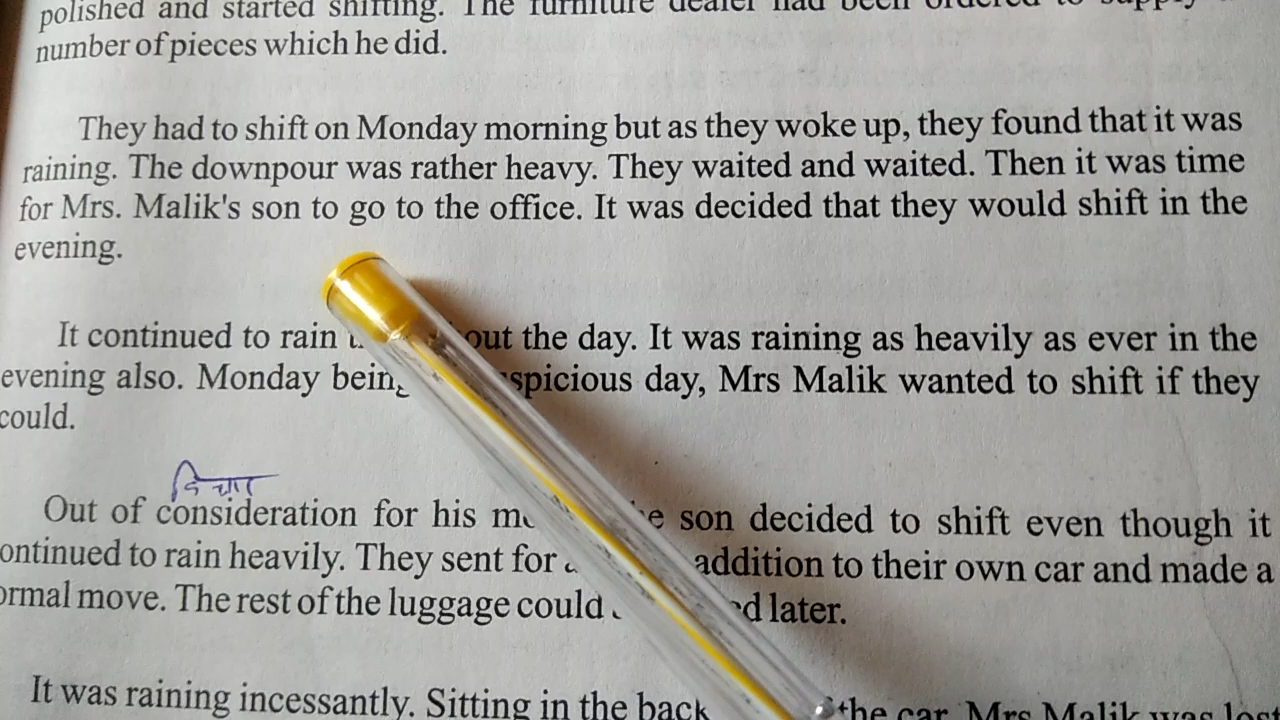 polished and started shifting. The furniture dealer had been ordered to supply
number of pieces which he did.
They had to shift on Monday morning but as they woke up, they found that it was
raining. The downpour was rather heavy. They waited and waited. Then it was time
for Mrs. Malik's son to go to the office. It was decided that they would shift in the
evening.
It continued to rain out the day. It was raining as heavily as ever in the
evening also. Monday being spicious day, Mrs Malik wanted to shift if they
could.
Out of consideration for his son decided to shift even though it
ontinued to rain heavily. They sent for addition to their own car and made a
ormal move. The rest of the luggage could later.
It was raining incessantly. Sitting in the back the car, Mrs Malik was lost